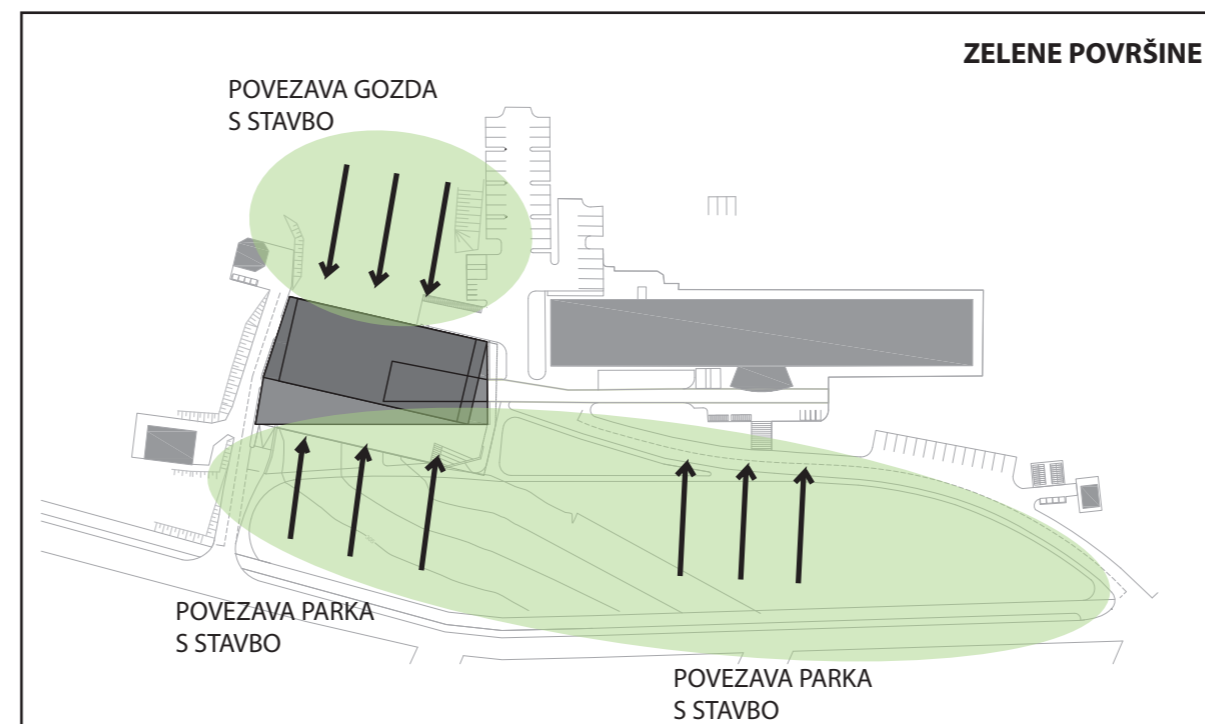 ZELENE POVRŠINE
POVEZAVA GOZDA
S STAVBO
POVEZAVA PARKA
S STAVBO
POVEZAVA PARKA
S STAVBO